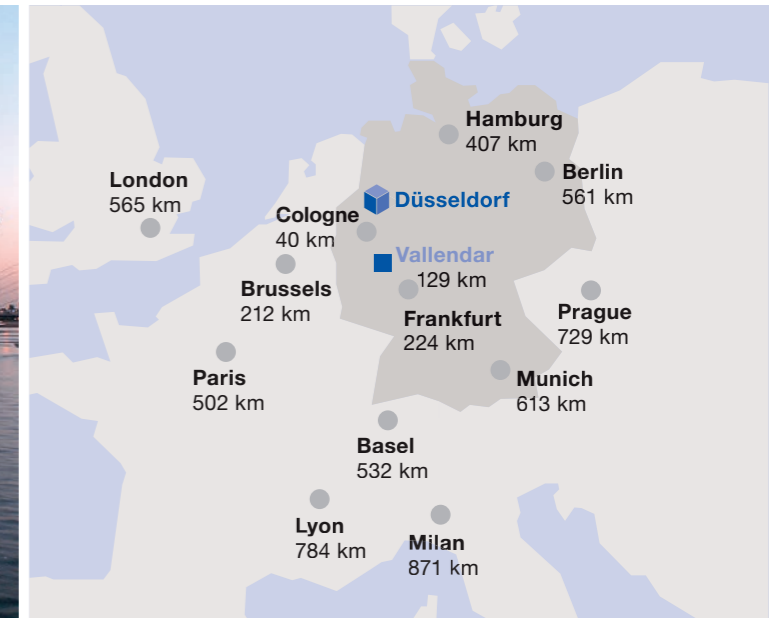 Hamburg
407 km
Berlin
561 km
London
565 km
Düsseldorf
Cologne
40 km
Vallendar
129 km
Brussels
212 km
Frankfurt
224 km
Prague
729 km
Paris
502 km
Munich
613 km
Basel
532 km
Lyon
784 km
Milan
871 km